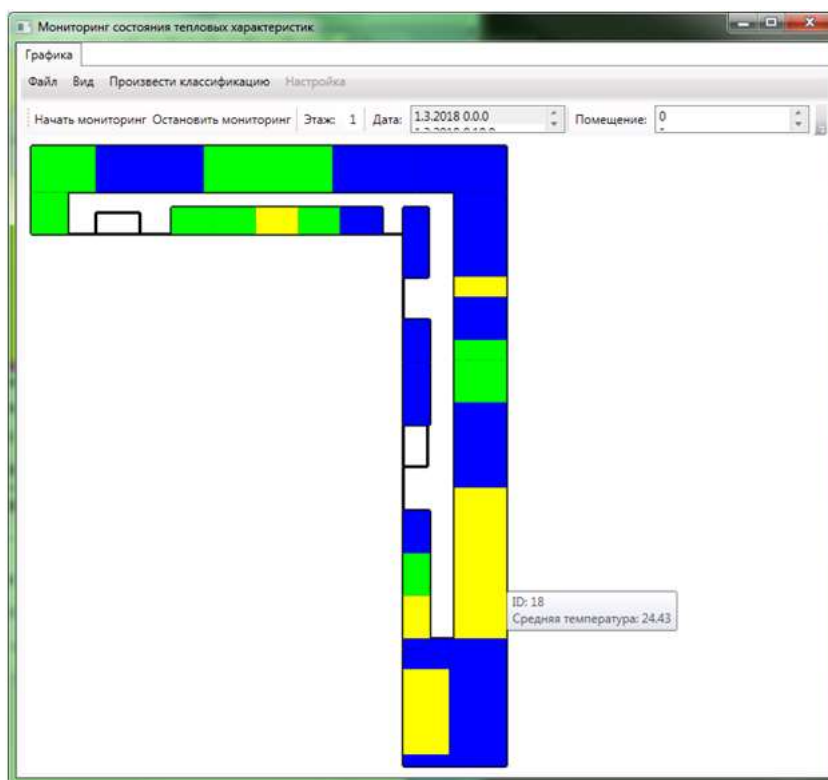 Мониторинг состояния тепловых характеристик
Графика
Файл Вид Произвести классификацию Настройка
Начать мониторинг Остановить мониторинг Этаж: 1 Дата: 1.3.2018 0.0.0 Помещение: 0
ID: 18
Средняя температура: 24.43